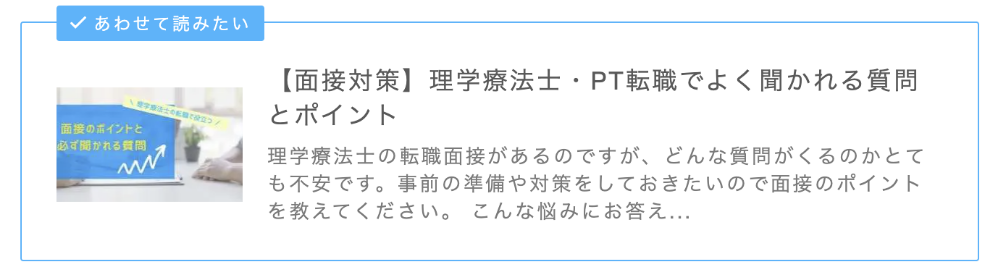 あわせて読みたい
【面接対策】理学療法士・PT転職でよく聞かれる質問
とポイント
\ 理学療法士の転職で役立つ /
面接のポイントと
必ず聞かれる質問
理学療法士の転職面接があるのですが、どんな質問がくるのかとて
も不安です。事前の準備や対策をしておきたいので面接のポイント
を教えてください。 こんな悩みにお答え...